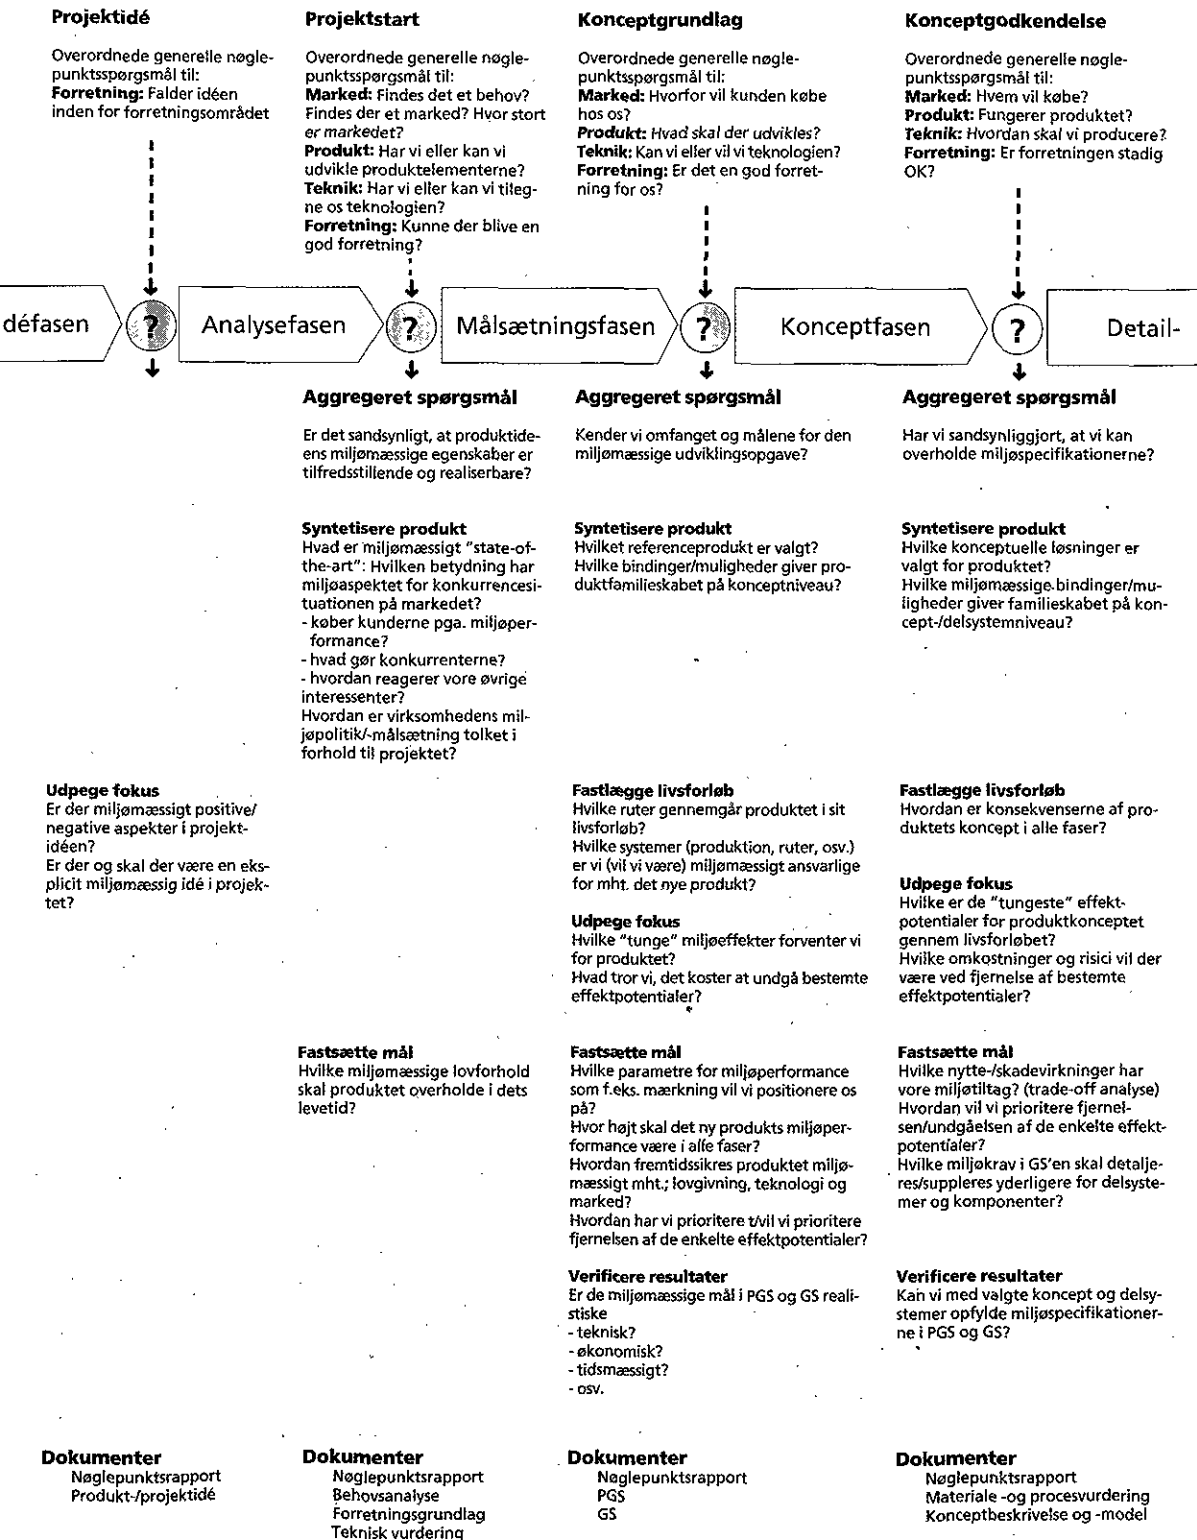 Projektidé
Overordnede generelle nøgle-
punktsspørgsmål til:
Forretning: Falder idéen
inden for forretningsområdet
Projektstart
Overordnede generelle nøgle-
punktsspørgsmål til:
Marked: Findes det et behov?
Findes der et marked? Hvor stort
er markedet?
Produkt: Har vi eller kan vi
udvikle produktelementerne?
Teknik: Har vi eller kan vi tileg-
ne os teknologien?
Forretning: Kunne der blive en
god forretning?
Konceptgrundlag
Overordnede generelle nøgle-
punktsspørgsmål til:
Marked: Hvorfor vil kunden købe
hos os?
Produkt: Hvad skal der udvikles?
Teknik: Kan vi eller vil vi teknologien?
Forretning: Er det en god forret-
ning for os?
Konceptgodkendelse
Overordnede generelle nøgle-
punktsspørgsmål til:
Marked: Hvem vil købe?
Produkt: Fungerer produktet?
Teknik: Hvordan skal vi producere?
Forretning: Er forretningen stadig
OK?
défasen
?
Analysefasen
?
Målsætningsfasen
?
Konceptfasen
?
Detail-
Udpege fokus
Er der miljømæssigt positive/
negative aspekter i projekt-
idéen?
Er der og skal der være en eks-
plicit miljømæssig idé i projek-
tet?
Dokumenter
Nøglepunktsrapport
Produkt-/projektidé
Aggregeret spørgsmål
Er det sandsynligt, at produktide-
ens miljømæssige egenskaber er
tilfredsstillende og realiserbare?
Syntetisere produkt
Hvad er miljømæssigt "state-of-
the-art": Hvilken betydning har
miljøaspektet for konkurrencesi-
tuationen på markedet?
- køber kunderne pga. miljøper-
formance?
- hvad gør konkurrenterne?
- hvordan reagerer vore øvrige
interessenter?
Hvordan er virksomhedens mil-
jøpolitik/-målsætning tolket i
forhold til projektet?
Fastsætte mål
Hvilke miljømæssige lovforhold
skal produktet overholde i dets
levetid?
Dokumenter
Nøglepunktsrapport
Behovsanalyse
Forretningsgrundlag
Teknisk vurdering
Aggregeret spørgsmål
Kender vi omfanget og målene for den
miljømæssige udviklingsopgave?
Syntetisere produkt
Hvilket referenceprodukt er valgt?
Hvilke bindinger/muligheder giver pro-
duktfamilieskabet på konceptniveau?
Fastlægge livsforløb
Hvilke ruter gennemgår produktet i sit
livsforløb?
Hvilke systemer (produktion, ruter, osv.)
er vi (vil vi være) miljømæssigt ansvarlige
for mht. det nye produkt?
Udpege fokus
Hvilke "tunge" miljøeffekter forventer vi
for produktet?
Hvad tror vi, det koster at undgå bestemte
effektpotentialer?
Fastsætte mål
Hvilke parametre for miljøperformance
som f.eks. mærkning vil vi positionere os
på?
Hvor højt skal det ny produkts miljøper-
formance være i alle faser?
Hvordan fremtidssikres produktet miljø-
mæssigt mht.; lovgivning, teknologi og
marked?
Hvordan har vi prioritere t/vil vi prioritere
fjernelsen af de enkelte effektpotentialer?
Verificere resultater
Er de miljømæssige mål i PGS og GS reali-
stiske
- teknisk?
- økonomisk?
- tidsmæssigt?
- osv.
Dokumenter
Nøglepunktsrapport
PGS
GS
Aggregeret spørgsmål
Har vi sandsynliggjort, at vi kan
overholde miljøspecifikationerne?
Syntetisere produkt
Hvilke konceptuelle løsninger er
valgt for produktet?
Hvilke miljømæssige bindinger/mu-
ligheder giver familieskabet på kon-
cept-/delsystemniveau?
Fastlægge livsforløb
Hvordan er konsekvenserne af pro-
duktets koncept i alle faser?
Udpege fokus
Hvilke er de "tungeste" effekt-
potentialer for produktkonceptet
gennem livsforløbet?
Hvilke omkostninger og risici vil der
være ved fjernelse af bestemte
effektpotentialer?
Fastsætte mål
Hvilke nytte-/skadevirkninger har
vore miljøtiltag? (trade-off analyse)
Hvordan vil vi prioritere fjernel-
sen/undgåelsen af de enkelte effekt-
potentialer?
Hvilke miljøkrav i GS'en skal detalje-
res/suppleres yderligere for delsyste-
mer og komponenter?
Verificere resultater
Kan vi med valgte koncept og delsy-
stemer opfylde miljøspecifikationer-
ne i PGS og GS?
Dokumenter
Nøglepunktsrapport
Materiale -og procesvurdering
Konceptbeskrivelse og -model